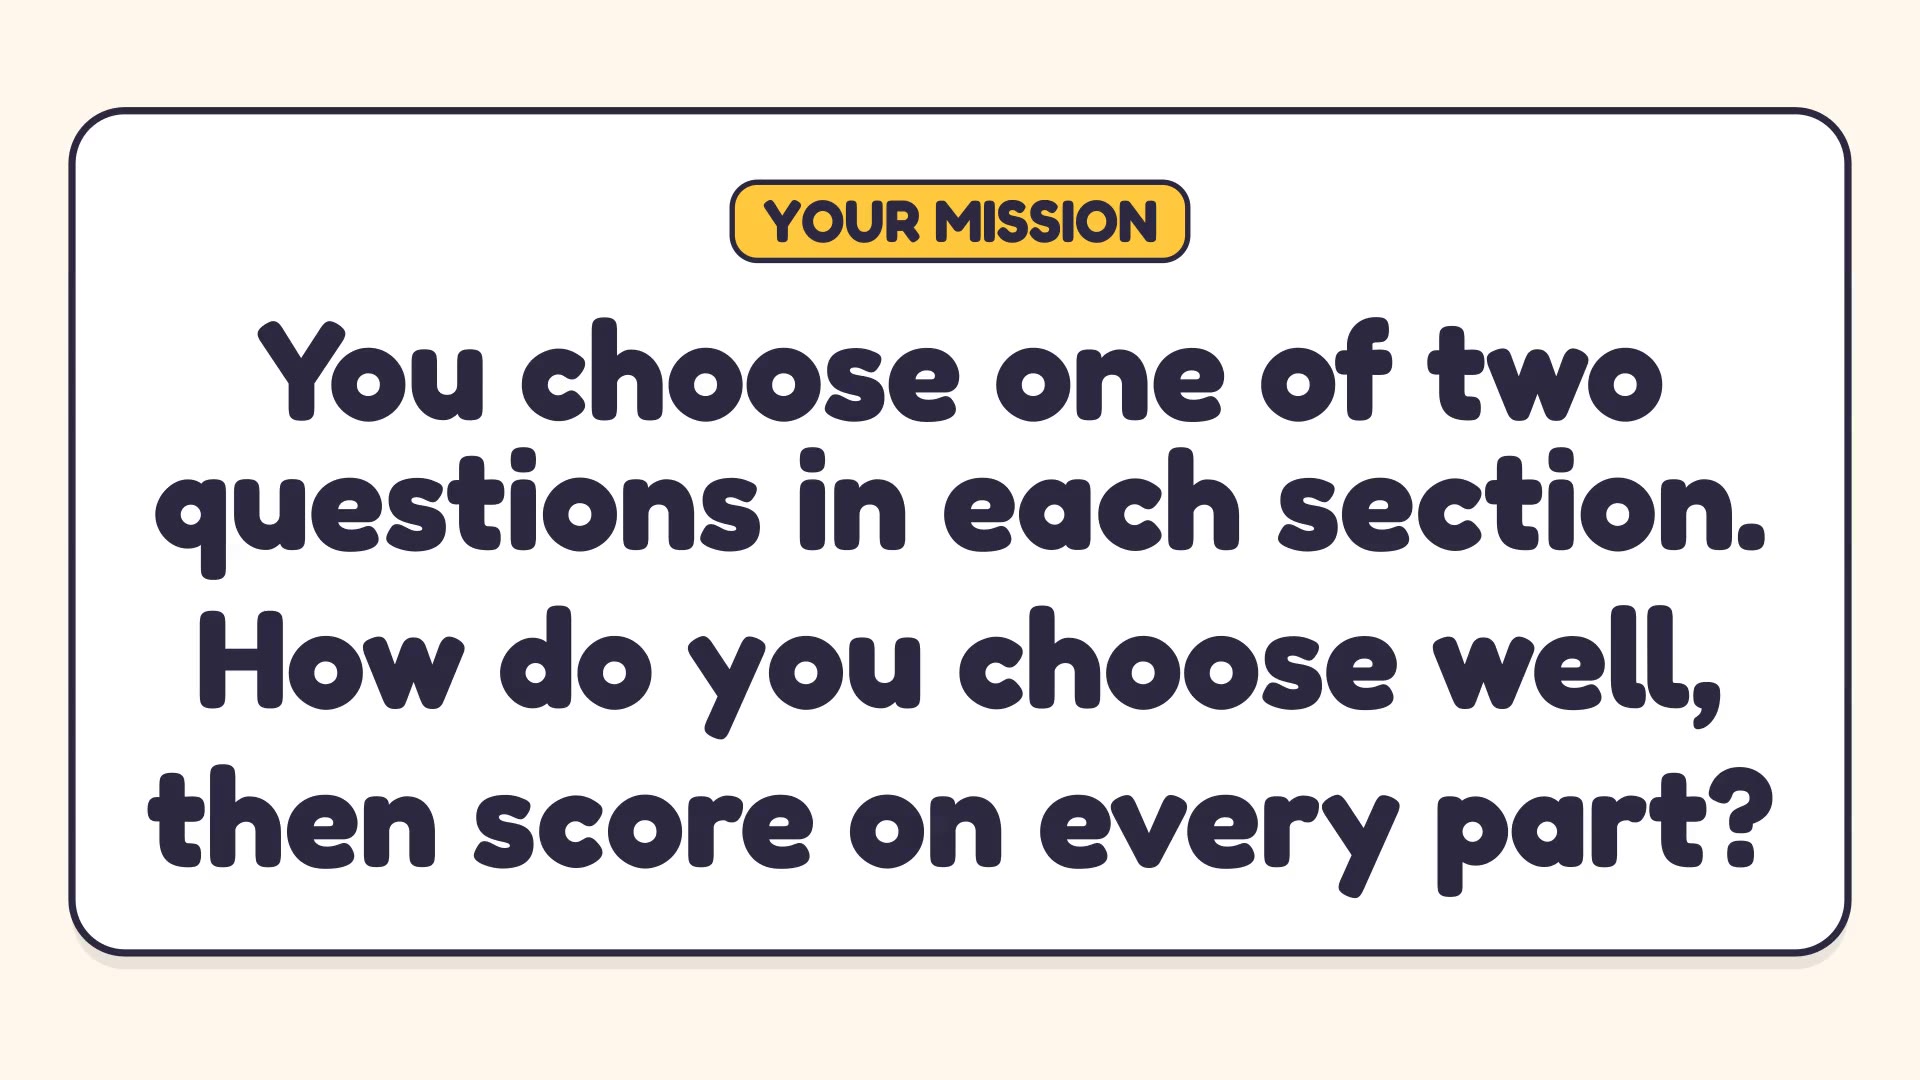 YOUR MISSION
You choose one of two
questions in each section.
How do you choose well,
then score on every part?